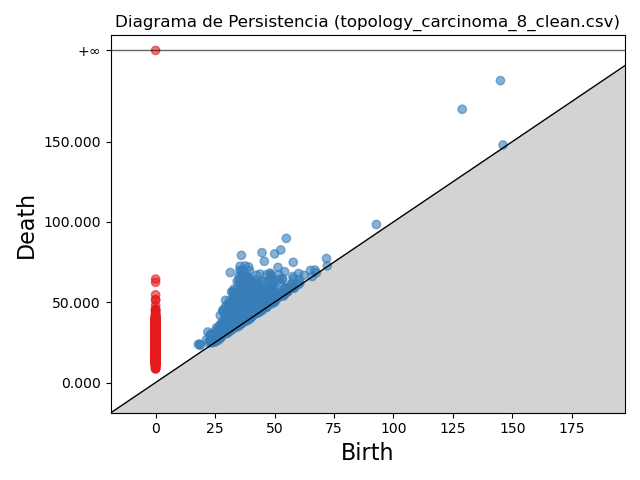 Diagrama de Persistencia (topology_carcinoma_8_clean.csv)
+∞
150.000
100.000
50.000
0.000
Death
0 25 50 75 100 125 150 175
Birth